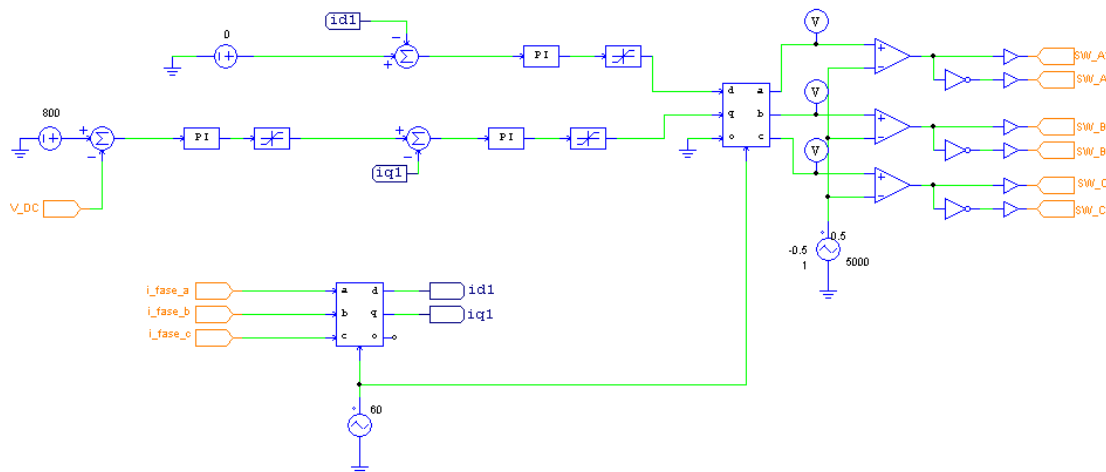 0
id1
PI
V
SW_A
d
a
SW_A
800
q
b
V
PI
PI
o
c
SW_B
V
SW_B
iq1
SW_C
V_DC
SW_C
0.5
-0.5
1
5000
i_fase_a
a
d
id1
i_fase_b
b
q
iq1
i_fase_c
c
o
60